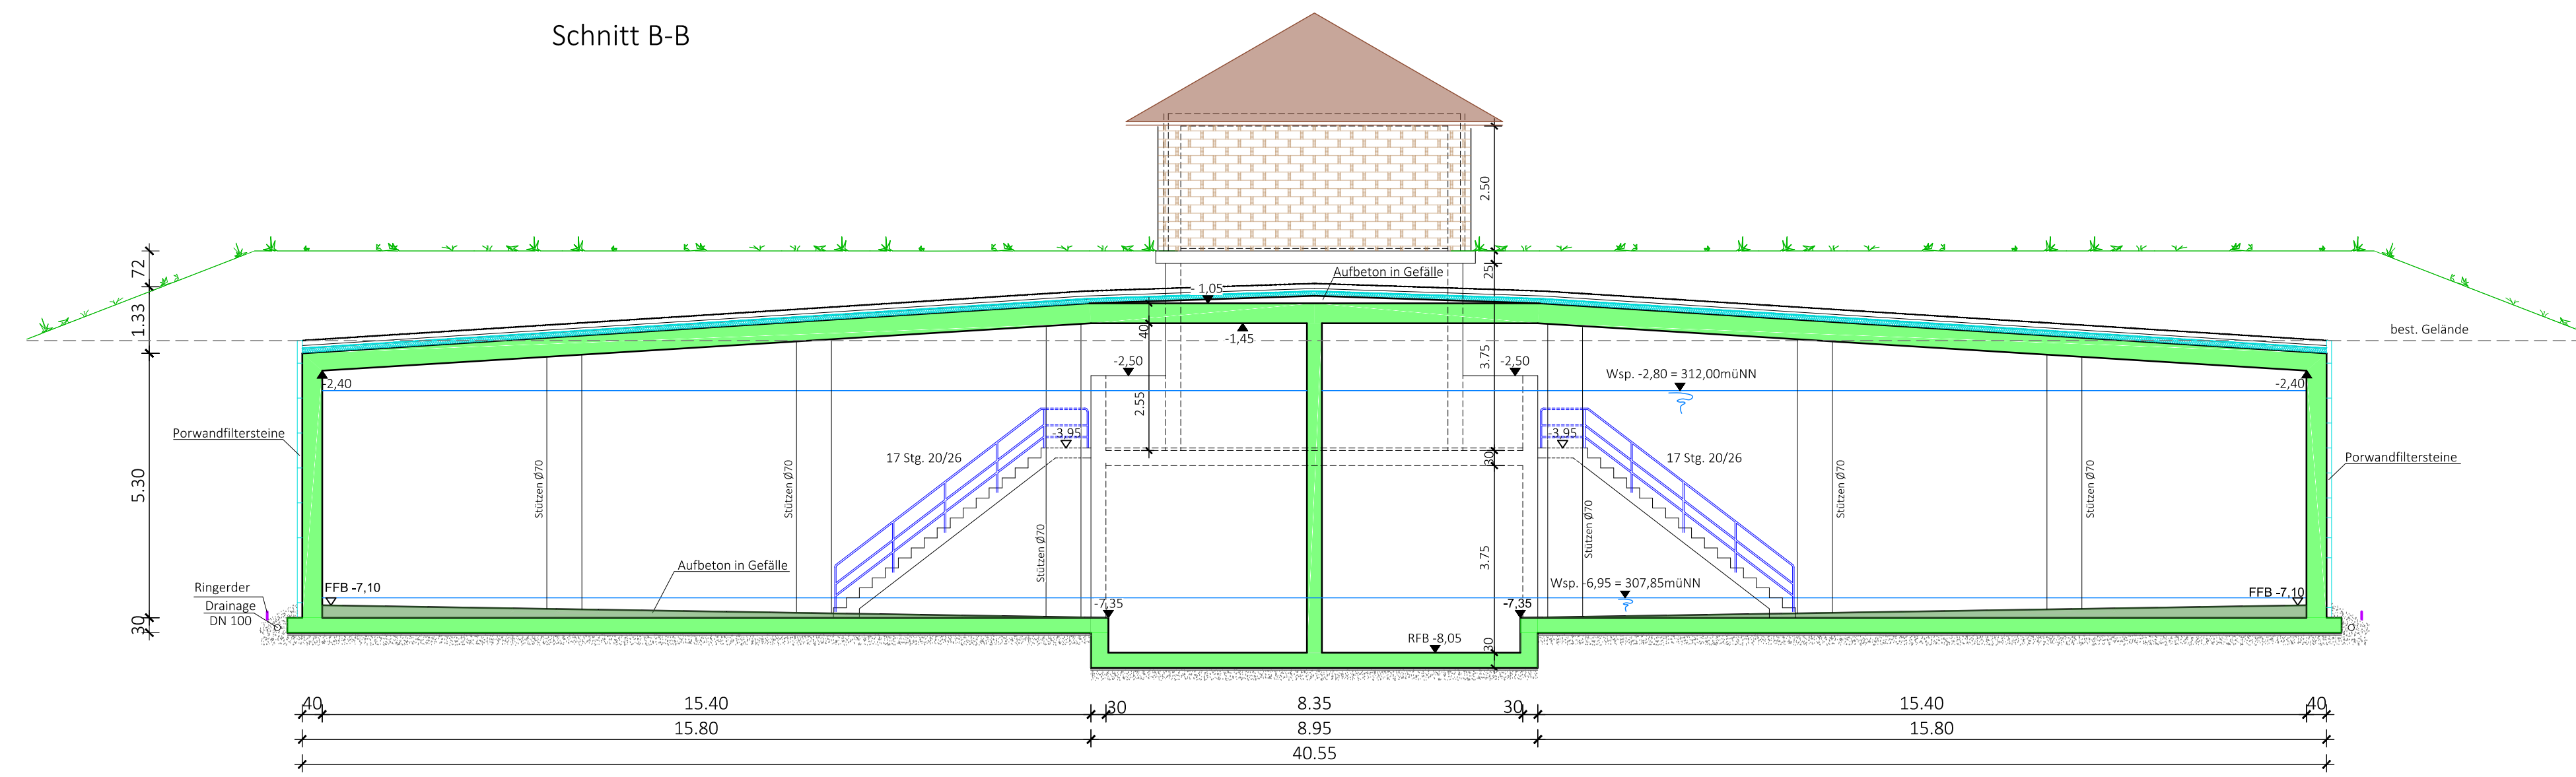 Schnitt B-B
2.50
72
25
Aufbeton in Gefälle
- 1,05
1.33
40
-1,45
best. Gelände
3.75
-2,50
-2,50
Wsp. -2,80 = 312,00müNN
-2,40
-2,40
2.55
Porwandfiltersteine
-3,95
-3,95
17 Stg. 20/26
17 Stg. 20/26
30
Porwandfiltersteine
5.30
Stützen Ø70
Stützen Ø70
Stützen Ø70
Stützen Ø70
Stützen Ø70
Stützen Ø70
3.75
Aufbeton in Gefälle
Ringerder
FFB -7,10
Wsp. -6,95 = 307,85müNN
FFB -7,10
Drainage
DN 100
-7,35
-7,35
30
RFB -8,05
30
40
15.40
30
8.35
30
15.40
40
15.80
8.95
15.80
40.55